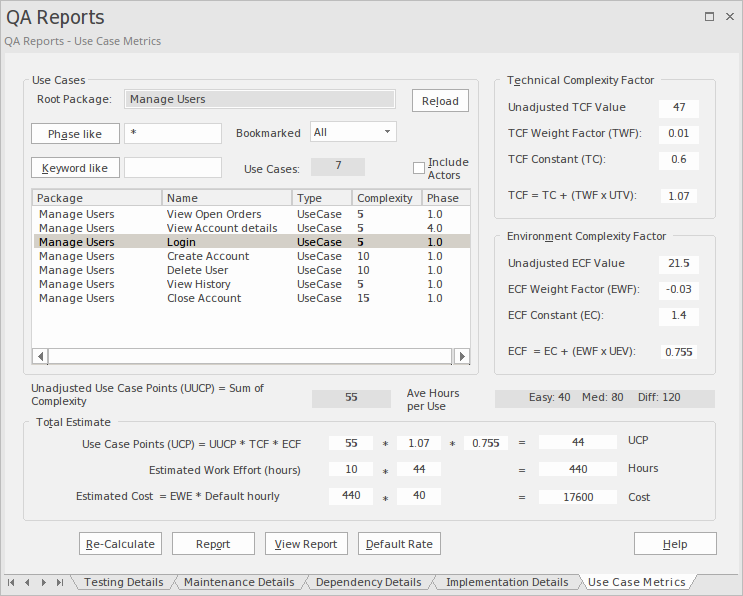 QA Reports
QA Reports - Use Case Metrics
Use Cases
Root Package: Manage Users Reload
Phase like * Bookmarked All
Keyword like Use Cases: 7 Include Actors
Package Name Type Complexity Phase
Manage Users View Open Orders UseCase 5 1.0
Manage Users View Account details UseCase 5 4.0
Manage Users Login UseCase 5 1.0
Manage Users Create Account UseCase 10 1.0
Manage Users Delete User UseCase 10 1.0
Manage Users View History UseCase 5 1.0
Manage Users Close Account UseCase 15 1.0
Technical Complexity Factor
Unadjusted TCF Value 47
TCF Weight Factor (TWF): 0.01
TCF Constant (TC): 0.6
TCF = TC + (TWF x UTV): 1.07
Environment Complexity Factor
Unadjusted ECF Value 21.5
ECF Weight Factor (EWF): -0.03
ECF Constant (EC): 1.4
ECF = EC + (EWF x UEV): 0.755
Unadjusted Use Case Points (UUCP) = Sum of
Complexity
55
Ave Hours
per Use
Easy: 40 Med: 80 Diff: 120
Total Estimate
Use Case Points (UCP) = UUCP * TCF * ECF 55 * 1.07 * 0.755 = 44 UCP
Estimated Work Effort (hours) 10 * 44 = 440 Hours
Estimated Cost = EWE * Default hourly 440 * 40 = 17600 Cost
Re-Calculate Report View Report Default Rate Help
Testing Details Maintenance Details Dependency Details Implementation Details Use Case Metrics